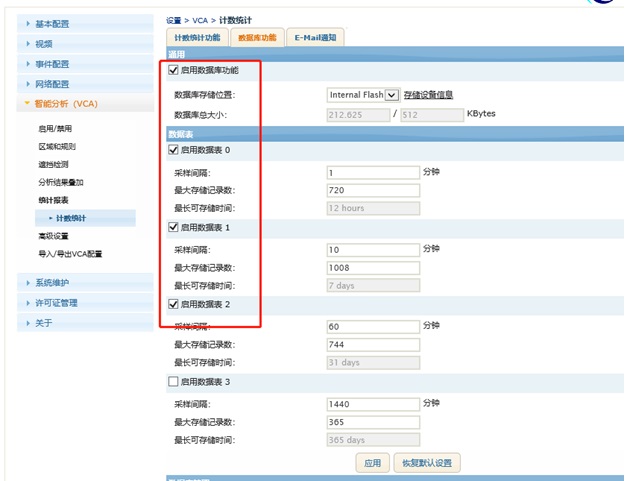 设置 > VCA > 计数统计
基本配置
视频
事件配置
网络配置
智能分析 (VCA)
启用/禁用
区域和规则
遮挡检测
分析结果叠加
统计报表
计数统计
高级设置
导入/导出VCA配置
系统维护
许可证管理
关于
计数统计功能 数据库功能 E-Mail通知
通用
启用数据库功能
数据库存储位置: Internal Flash 存储设备信息
数据库总大小: 212.625 / 512 KBytes
数据表
启用数据表 0
采样间隔: 1 分钟
最大存储记录数: 720
最长可存储时间: 12 hours
启用数据表 1
采样间隔: 10 分钟
最大存储记录数: 1008
最长可存储时间: 7 days
启用数据表 2
采样间隔: 60 分钟
最大存储记录数: 744
最长可存储时间: 31 days
启用数据表 3
采样间隔: 1440 分钟
最大存储记录数: 365
最长可存储时间: 365 days
应用 恢复默认设置